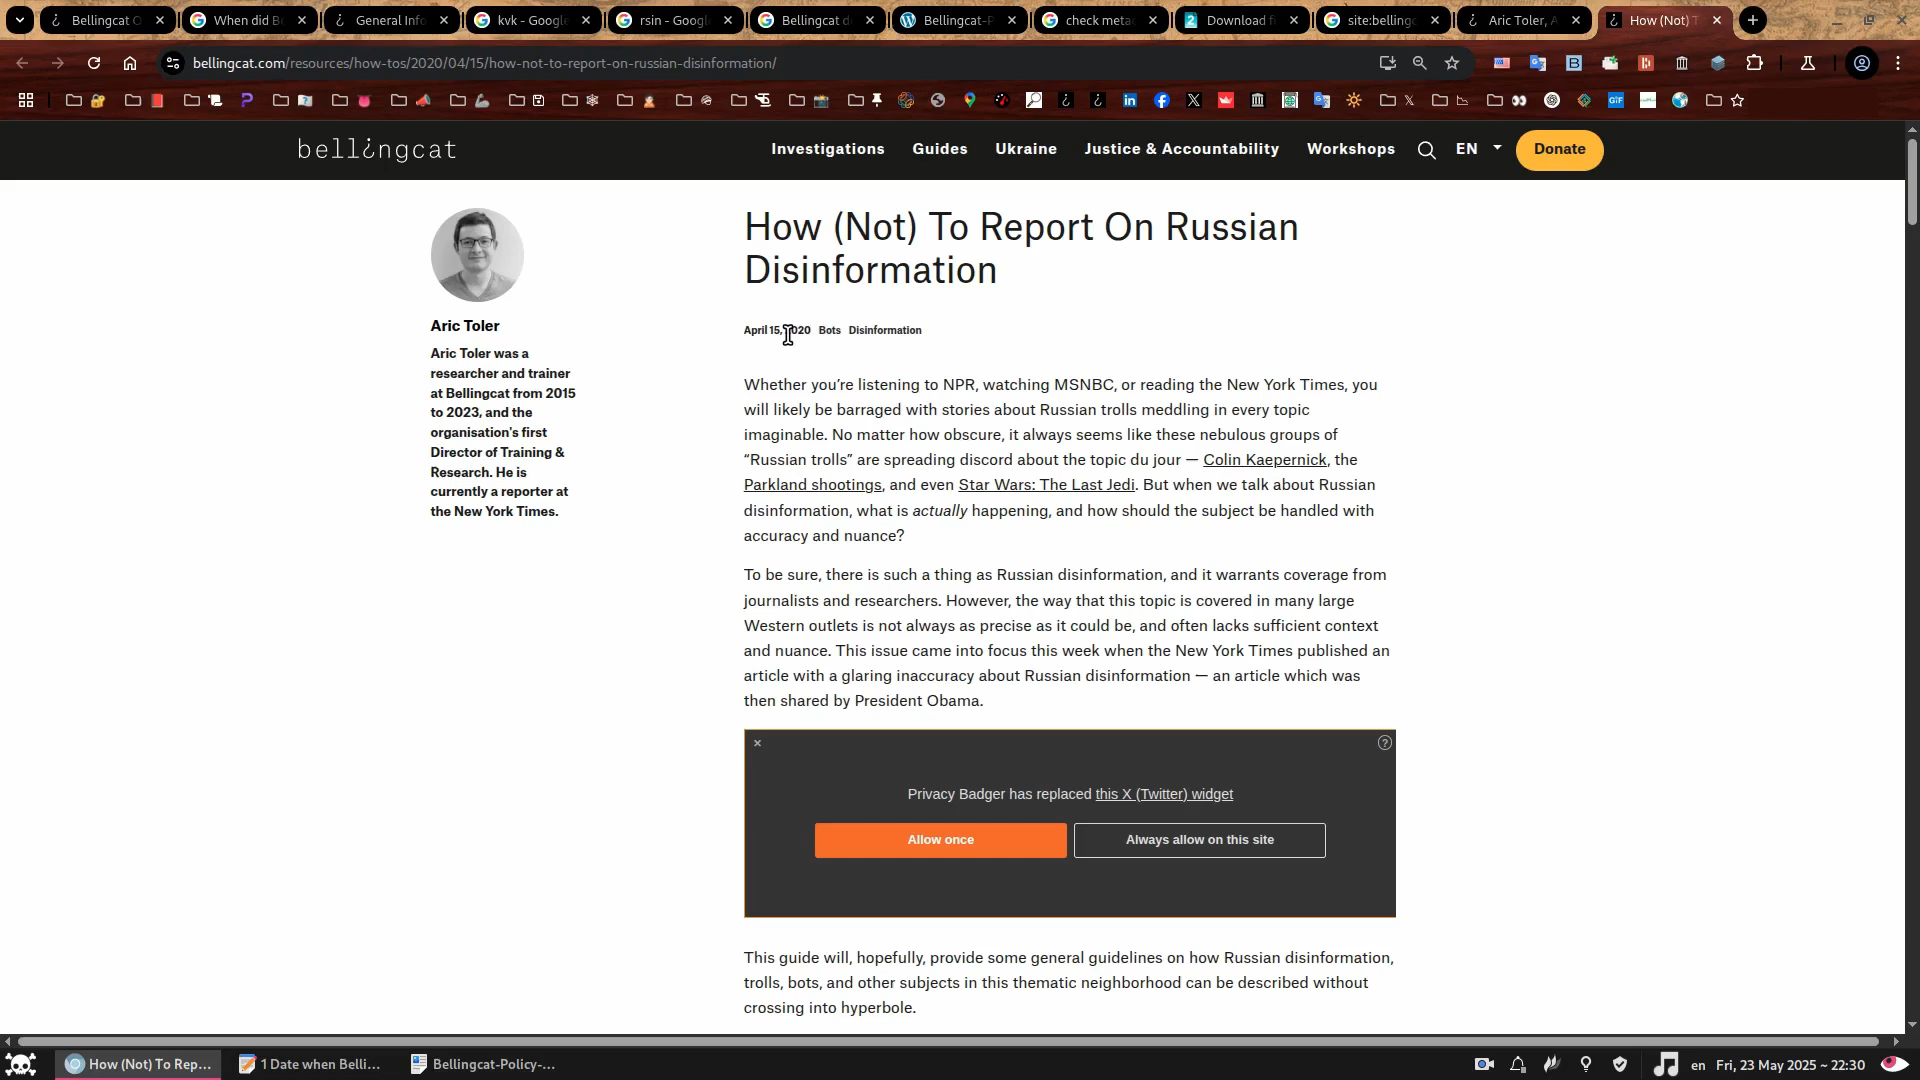 Bellingcat O
When did Be
General Info
kvk - Google
rsin - Googl
Bellingcat d
Bellingcat-P
check meta
Download f
site:bellingc
Aric Toler, A
How (Not) T
bellingcat.com/resources/how-tos/2020/04/15/how-not-to-report-on-russian-disinformation/
bell¿ngcat
Investigations
Guides
Ukraine
Justice & Accountability
Workshops
EN
Donate
Aric Toler
Aric Toler was a
researcher and trainer
at Bellingcat from 2015
to 2023, and the
organisation's first
Director of Training &
Research. He is
currently a reporter at
the New York Times.
How (Not) To Report On Russian
Disinformation
April 15, 2020 Bots Disinformation
Whether you're listening to NPR, watching MSNBC, or reading the New York Times, you
will likely be barraged with stories about Russian trolls meddling in every topic
imaginable. No matter how obscure, it always seems like these nebulous groups of
“Russian trolls” are spreading discord about the topic du jour — Colin Kaepernick, the
Parkland shootings, and even Star Wars: The Last Jedi. But when we talk about Russian
disinformation, what is actually happening, and how should the subject be handled with
accuracy and nuance?
To be sure, there is such a thing as Russian disinformation, and it warrants coverage from
journalists and researchers. However, the way that this topic is covered in many large
Western outlets is not always as precise as it could be, and often lacks sufficient context
and nuance. This issue came into focus this week when the New York Times published an
article with a glaring inaccuracy about Russian disinformation — an article which was
then shared by President Obama.
Privacy Badger has replaced this X (Twitter) widget
Allow once
Always allow on this site
This guide will, hopefully, provide some general guidelines on how Russian disinformation,
trolls, bots, and other subjects in this thematic neighborhood can be described without
crossing into hyperbole.
How (Not) To Rep...
1 Date when Belli...
Bellingcat-Policy-...
en
Fri, 23 May 2025 ~ 22:30